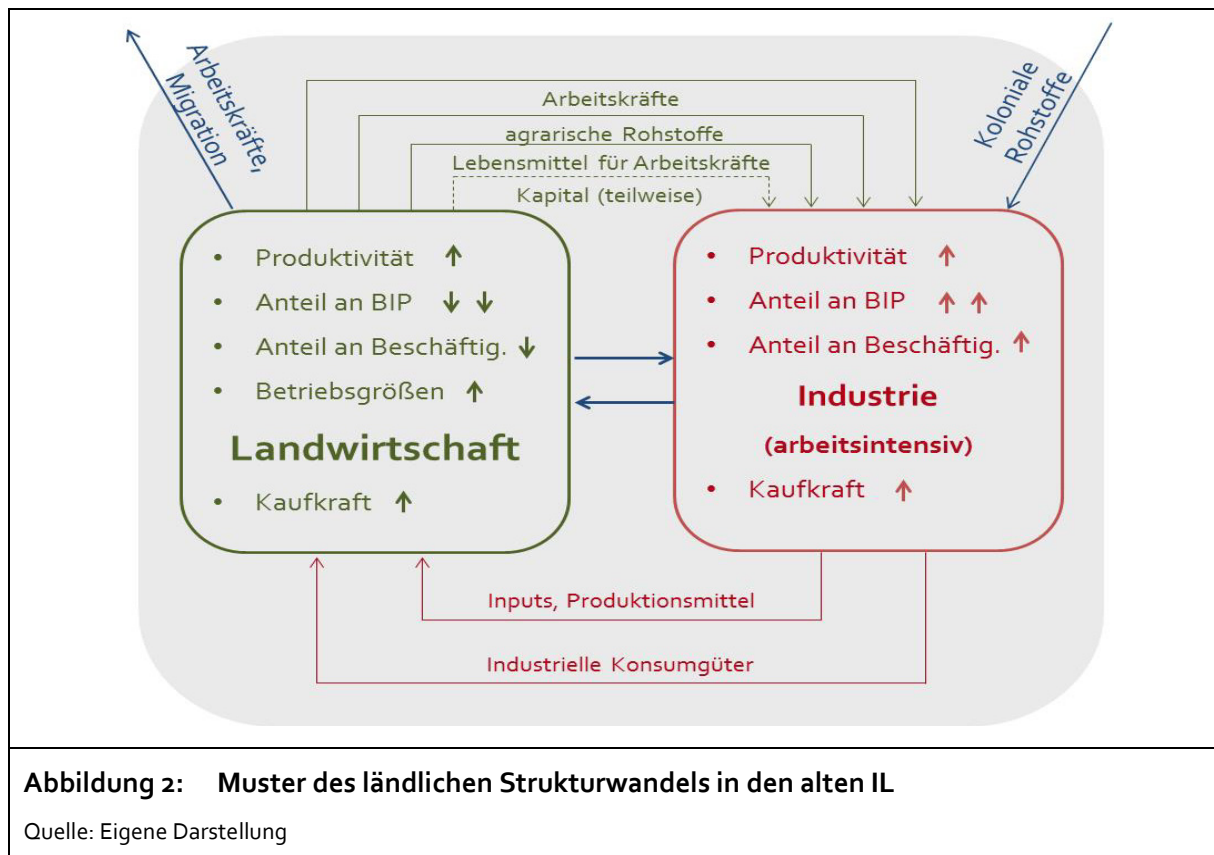 Arbeitskräfte,
Migration
Koloniale
Rohstoffe
Arbeitskräfte
agrarische Rohstoffe
Lebensmittel für Arbeitskräfte
Kapital (teilweise)
• Produktivität ↑
• Anteil an BIP ↓ ↓
• Anteil an Beschäftig. ↓
• Betriebsgrößen ↑
Landwirtschaft
• Kaufkraft ↑
• Produktivität ↑
• Anteil an BIP ↑ ↑
• Anteil an Beschäftig. ↑
Industrie
(arbeitsintensiv)
• Kaufkraft ↑
Inputs, Produktionsmittel
Industrielle Konsumgüter
Abbildung 2: Muster des ländlichen Strukturwandels in den alten IL
Quelle: Eigene Darstellung